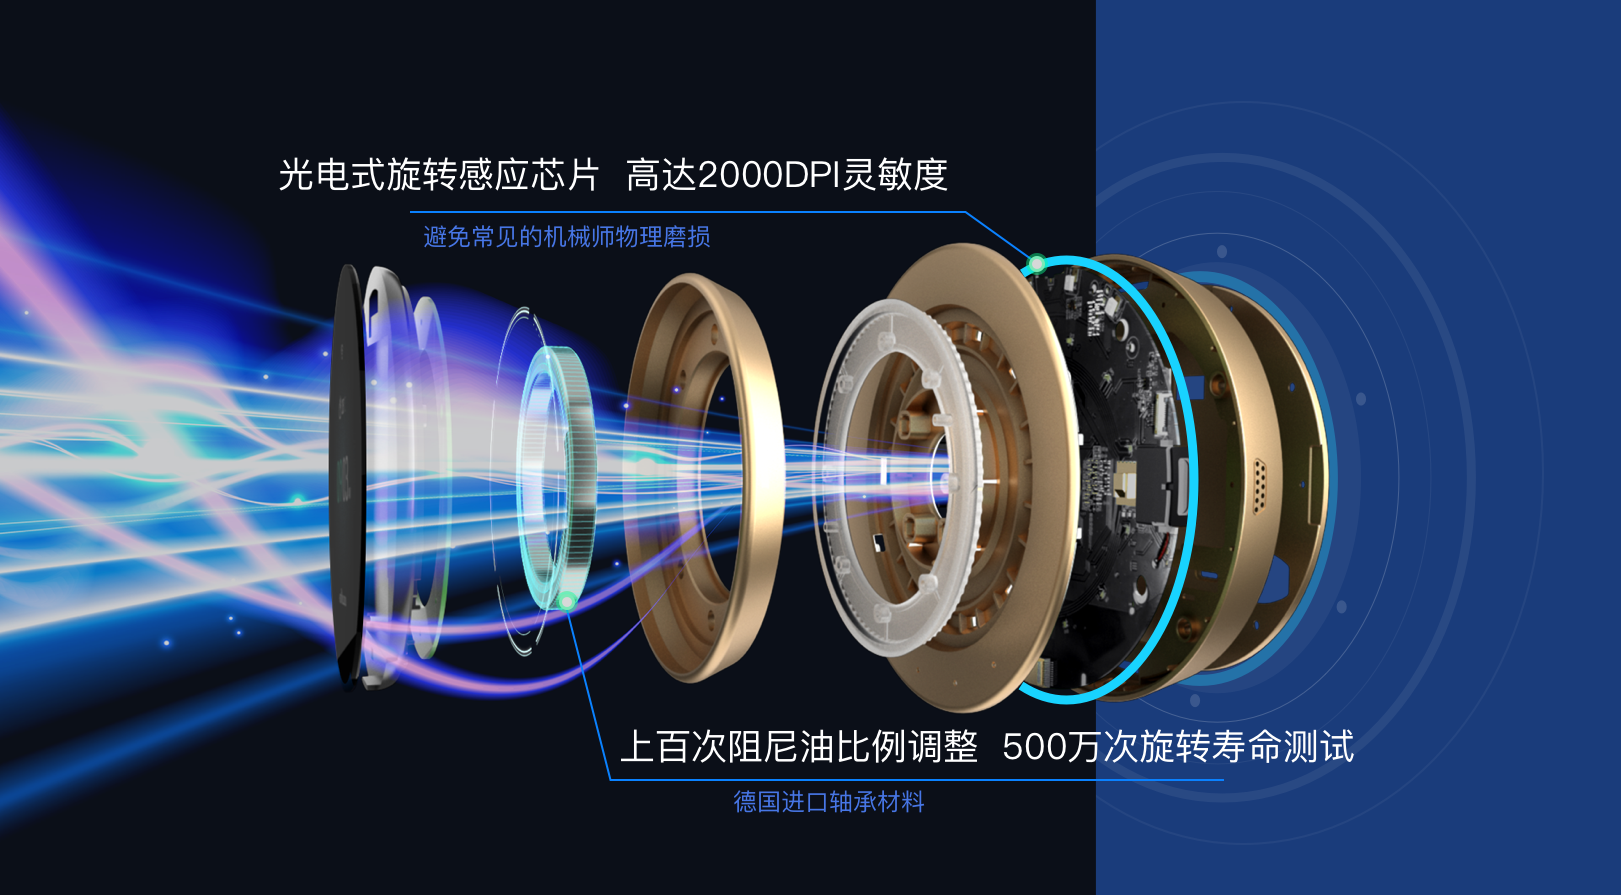 光电式旋转感应芯片 高达2000DPI灵敏度
避免常见的机械师物理磨损
上百次阻尼油比例调整 500万次旋转寿命测试
德国进口轴承材料